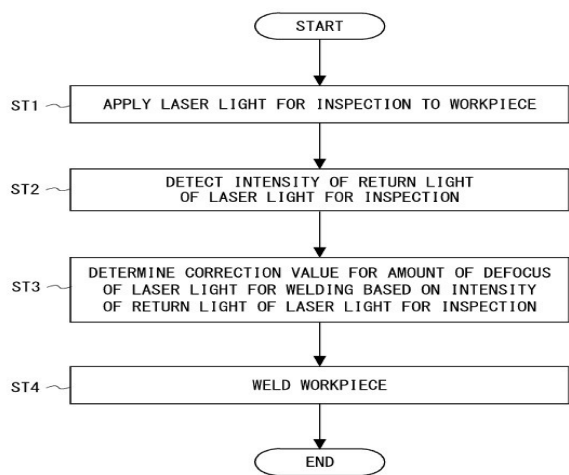 START
ST1
APPLY LASER LIGHT FOR INSPECTION TO WORKPIECE
ST2
DETECT INTENSITY OF RETURN LIGHT
OF LASER LIGHT FOR INSPECTION
ST3
DETERMINE CORRECTION VALUE FOR AMOUNT OF DEFOCUS
OF LASER LIGHT FOR WELDING BASED ON INTENSITY
OF RETURN LIGHT OF LASER LIGHT FOR INSPECTION
ST4
WELD WORKPIECE
END